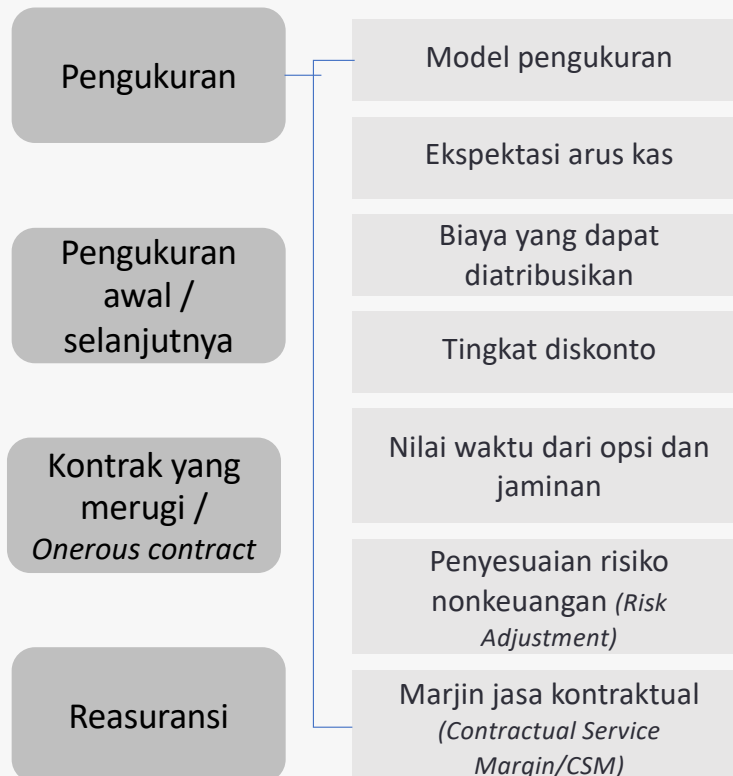 Pengukuran
Pengukuran
awal /
selanjutnya
Kontrak yang
merugi /
Onerous contract
Reasuransi
Model pengukuran
Ekspektasi arus kas
Biaya yang dapat
diatribusikan
Tingkat diskonto
Nilai waktu dari opsi dan
jaminan
Penyesuaian risiko
nonkeuangan (Risk
Adjustment)
Marjin jasa kontraktual
(Contractual Service
Margin/CSM)